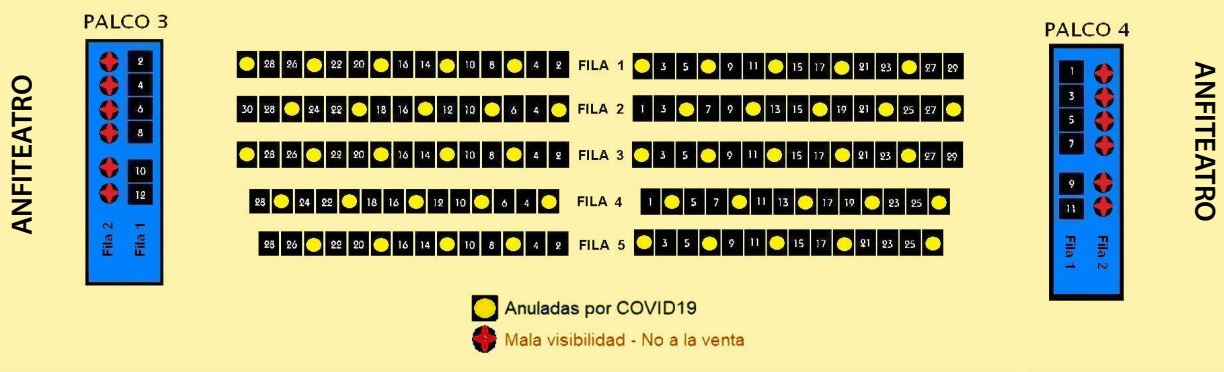 PALCO 3
2
4
6
8
10
12
Fila 2
Fila 1
ANFITEATRO
28 26 22 20 16 14 10 8 4 2 FILA 1 3 5 9 11 15 17 21 23 27 29
30 28 24 22 18 16 12 10 6 4 FILA 2 1 3 7 9 13 15 19 21 25 27
28 26 22 20 16 14 10 8 4 2 FILA 3 3 5 9 11 15 17 21 23 27 29
28 24 22 18 16 12 10 6 4 FILA 4 1 5 7 11 13 17 19 23 25
28 26 22 20 16 14 10 8 4 2 FILA 5 3 5 9 11 15 17 21 23 25
PALCO 4
1
3
5
7
9
11
Fila 1
Fila 2
ANFITEATRO
Anuladas por COVID19
Mala visibilidad - No a la venta